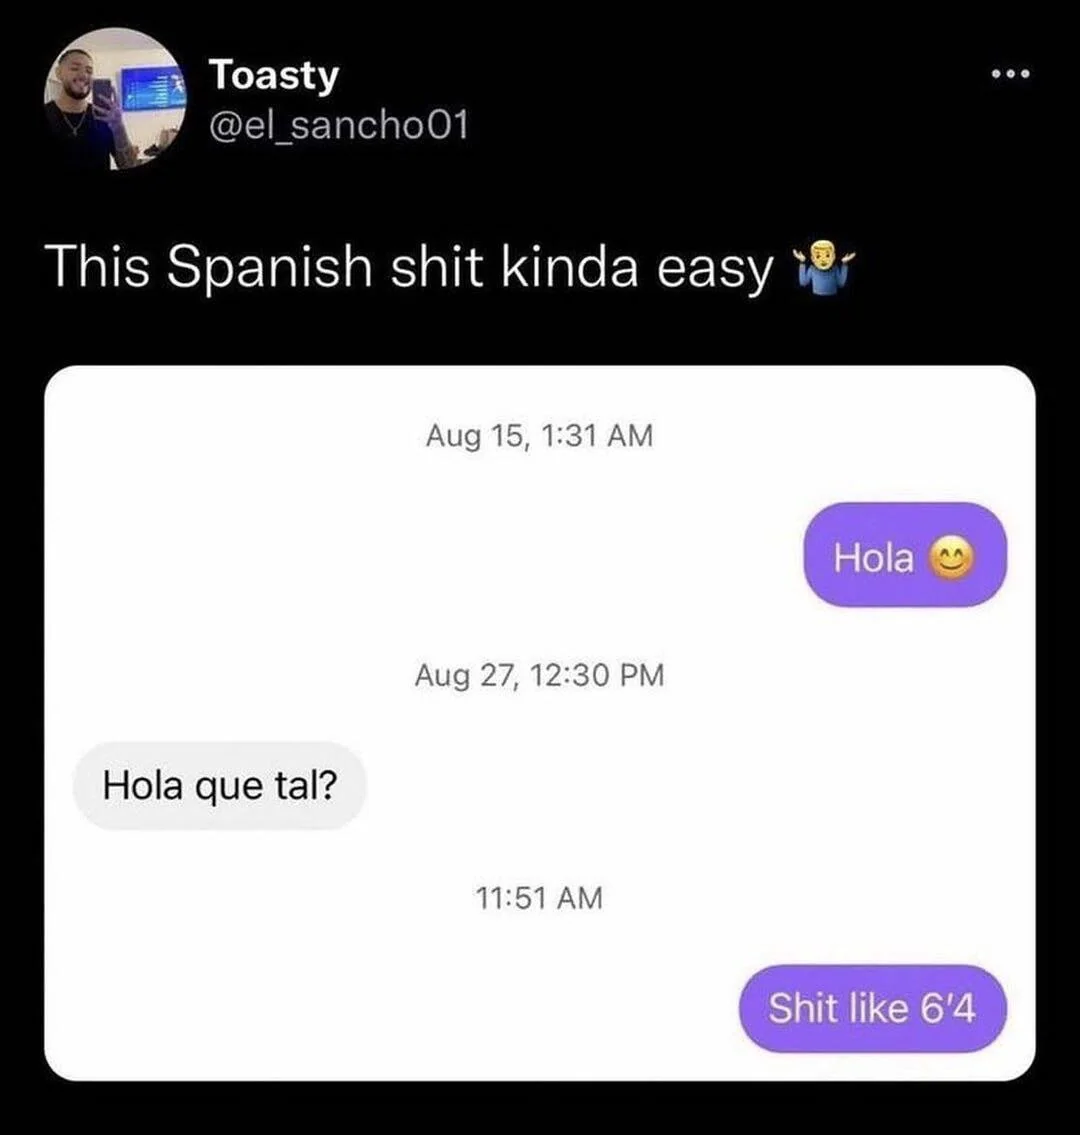 Toasty
@el_sancho01
This Spanish shit kinda easy 🤷‍♂️
Aug 15, 1:31 AM
Hola 😊
Aug 27, 12:30 PM
Hola que tal?
11:51 AM
Shit like 6'4